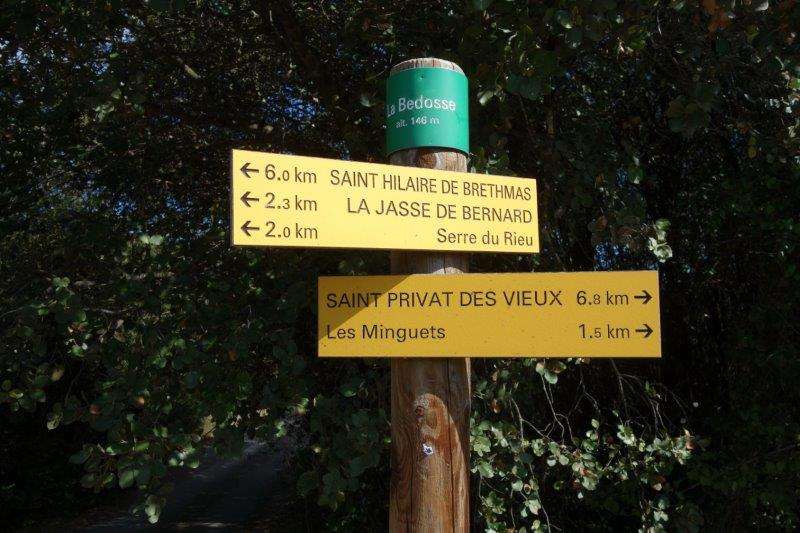 La Bedosse
alt. 146 m
← 6.0 km SAINT HILAIRE DE BRETHMAS
← 2.3 km LA JASSE DE BERNARD
← 2.0 km Serre du Rieu
SAINT PRIVAT DES VIEUX 6.8 km →
Les Minguets 1.5 km →